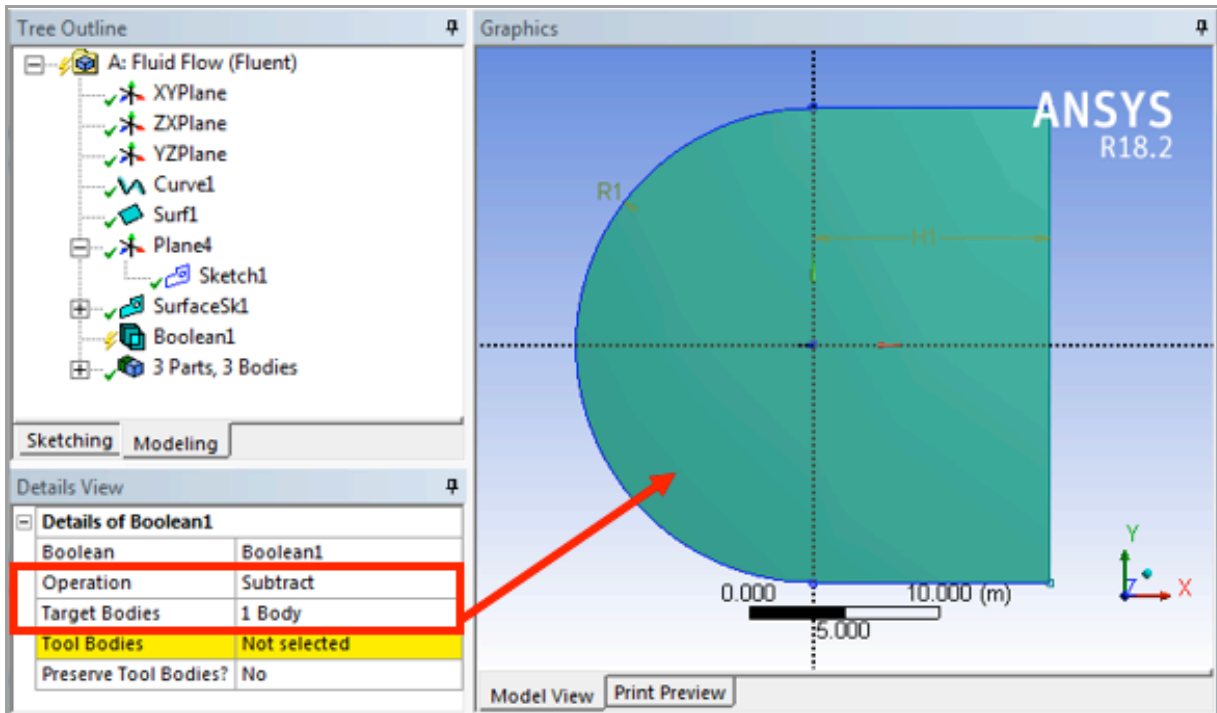 Tree Outline
A: Fluid Flow (Fluent)
XYPlane
ZXPlane
YZPlane
Curve1
Surf1
Plane4
Sketch1
SurfaceSk1
Boolean1
3 Parts, 3 Bodies
Sketching Modeling
Details View
Details of Boolean1
Boolean Boolean1
Operation Subtract
Target Bodies 1 Body
Tool Bodies Not selected
Preserve Tool Bodies? No
Graphics
ANSYS
R18.2
R1
H1
Y
Z X
0.000 10.000 (m)
5.000
Model View Print Preview